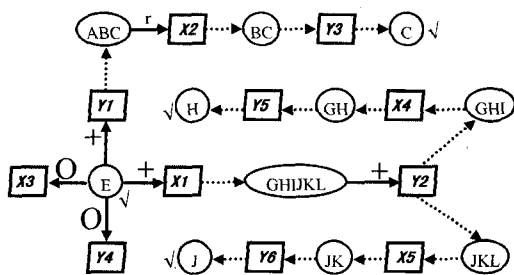 ABC r X2 BC Y3 C √
Y1 √ H Y5 GH X4 GHI
+
X3 O E + X1 GHIJKL + Y2
O √
Y4 √ J Y6 JK X5 JKL